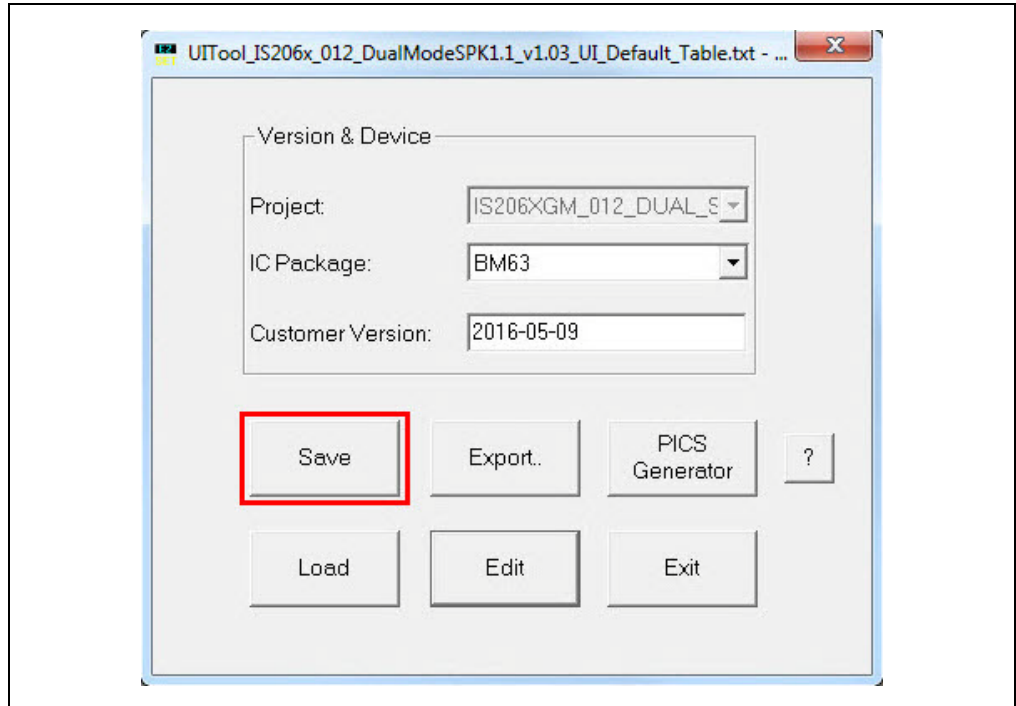 UITool_IS206x_012_DualModeSPK1.1_v1.03_UI_Default_Table.txt - ...
Version & Device
Project:
IS206XGM_012_DUAL_S
IC Package:
BM63
Customer Version:
2016-05-09
Save
Export..
PICS
Generator
?
Load
Edit
Exit